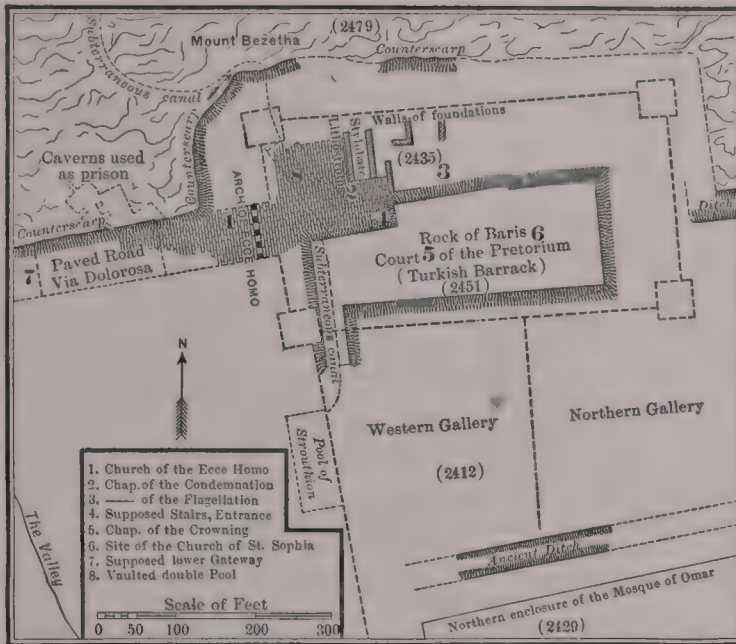 (2479)
Mount Bezetha
Counterscarp
Subterraneous canal
Walls of foundations
Counterscarp
Lithostrotos
Stylobate
(2435)
3
Caverns used
as prison
8
2
4
1
ARCH OF ECCE HOMO
Ditch
Counterscarp
Rock of Baris 6
Court 5 of the Pretorium
(Turkish Barrack)
(2451)
7
Paved Road
Via Dolorosa
Subterraneous canal
N
Western Gallery
Northern Gallery
Pool of
Strouthion
(2412)
1. Church of the Ecce Homo
2. Chap. of the Condemnation
3. —— of the Flagellation
4. Supposed Stairs, Entrance
5. Chap. of the Crowning
6. Site of the Church of St. Sophia
7. Supposed lower Gateway
8. Vaulted double Pool
The Valley
Ancient Ditch
Scale of Feet
0 50 100 200 300
Northern enclosure of the Mosque of Omar
(2420)